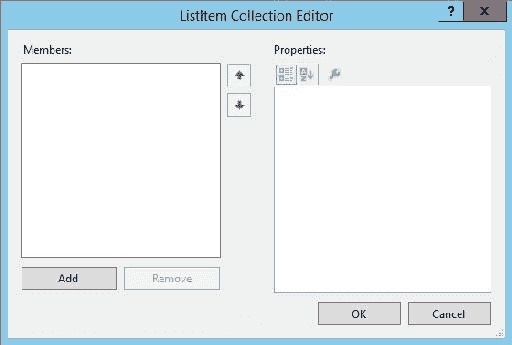 ListItem Collection Editor
? X
Members:
Properties:
Add
Remove
OK
Cancel